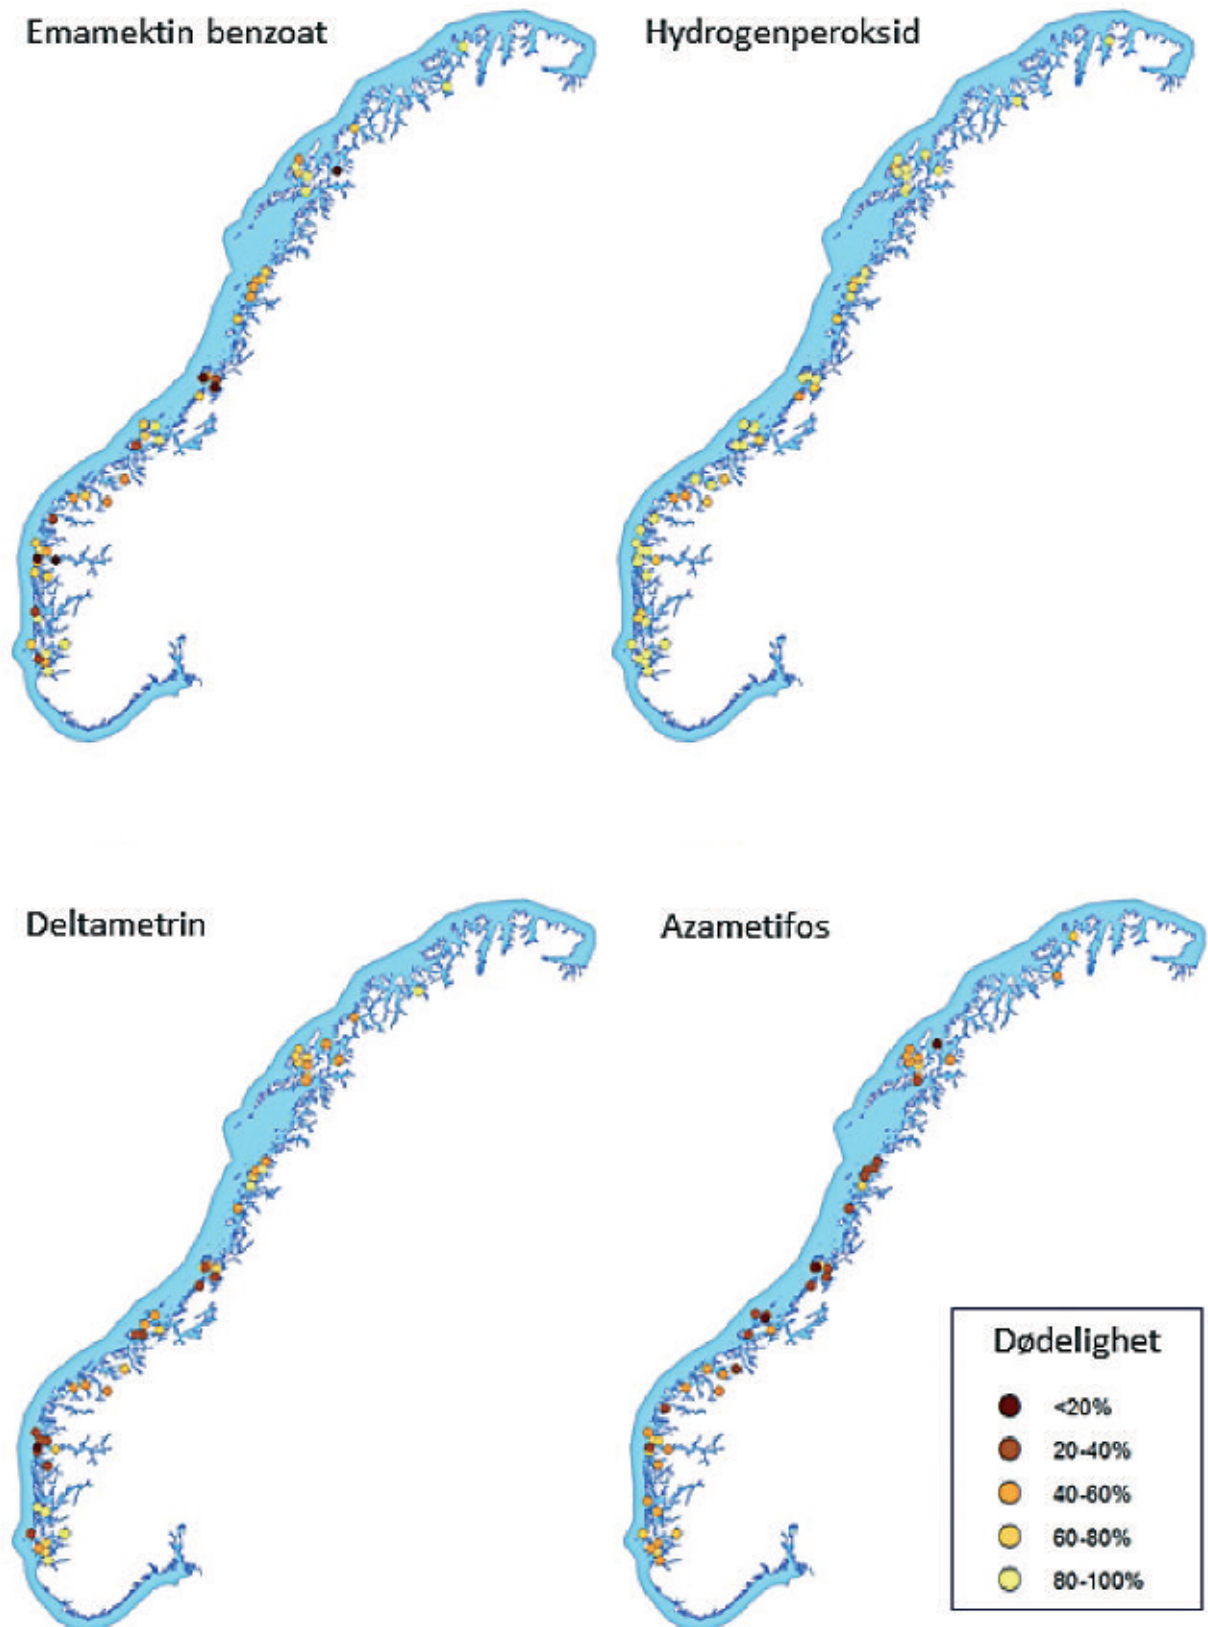 Emamektin benzoat
Hydrogenperoksid
Deltametrin
Azametifos
Dødelighet
<20%
20-40%
40-60%
60-80%
80-100%